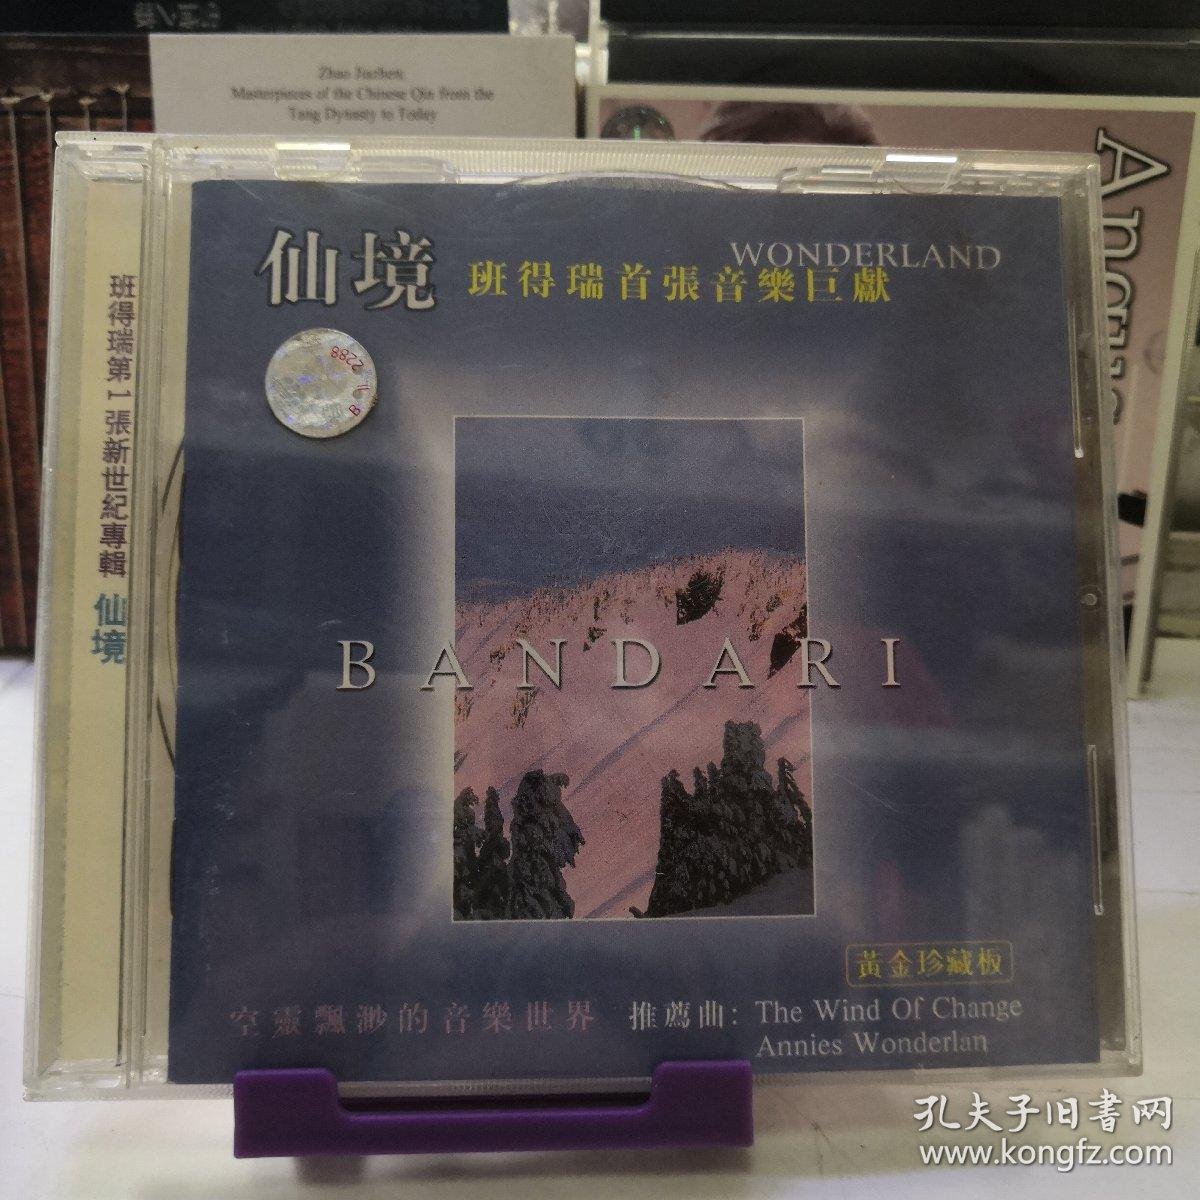 Zhao Jiazhen:
Masterpieces of the Chinese Qin from the
Tang Dynasty to Today
仙境
WONDERLAND
班得瑞首張音樂巨獻
2288
班得瑞第1張新世紀專輯 仙境
BANDARI
黃金珍藏板
空靈飄渺的音樂世界 推薦曲: The Wind Of Change
Annies Wonderlan
孔夫子旧書网
www.kongfz.com